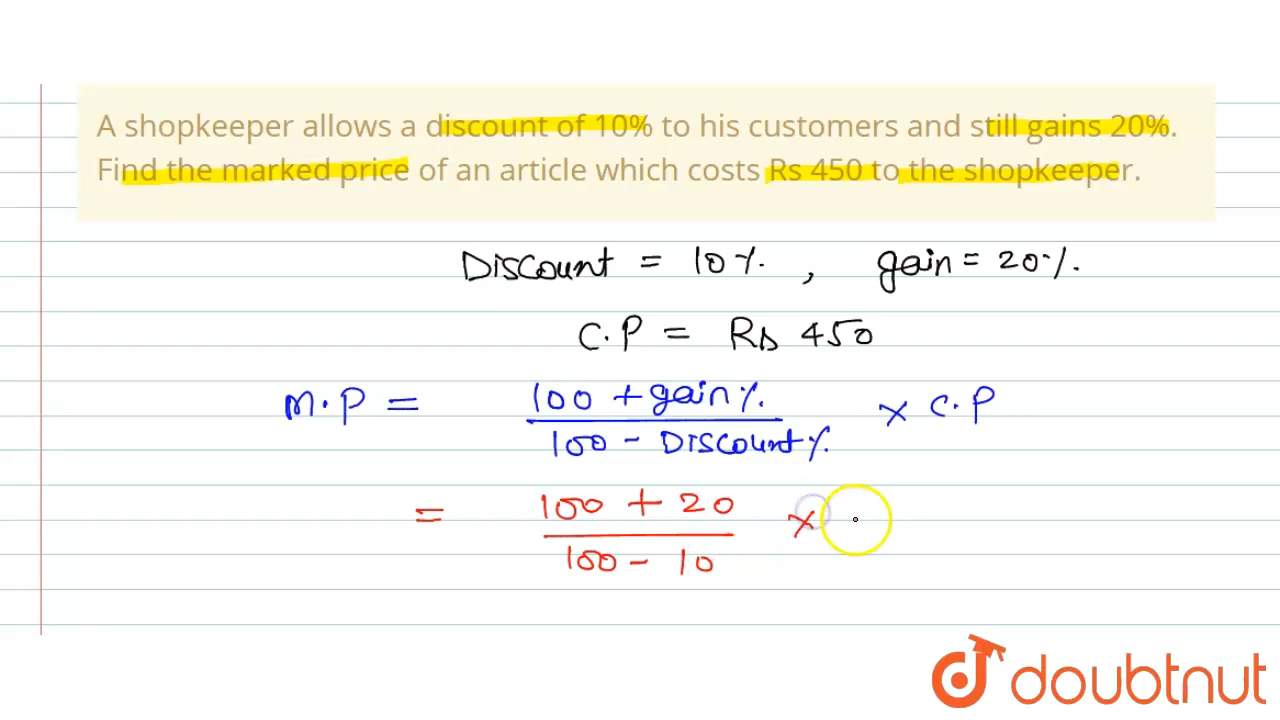 A shopkeeper allows a discount of 10% to his customers and still gains 20%.
Find the marked price of an article which costs Rs 450 to the shopkeeper.
Discount = 10%, gain = 20%.
C.P = Rs 450
M.P = 100 + gain% / 100 - Discount% × C.P
= 100 + 20 / 100 - 10 ×
doubtnut